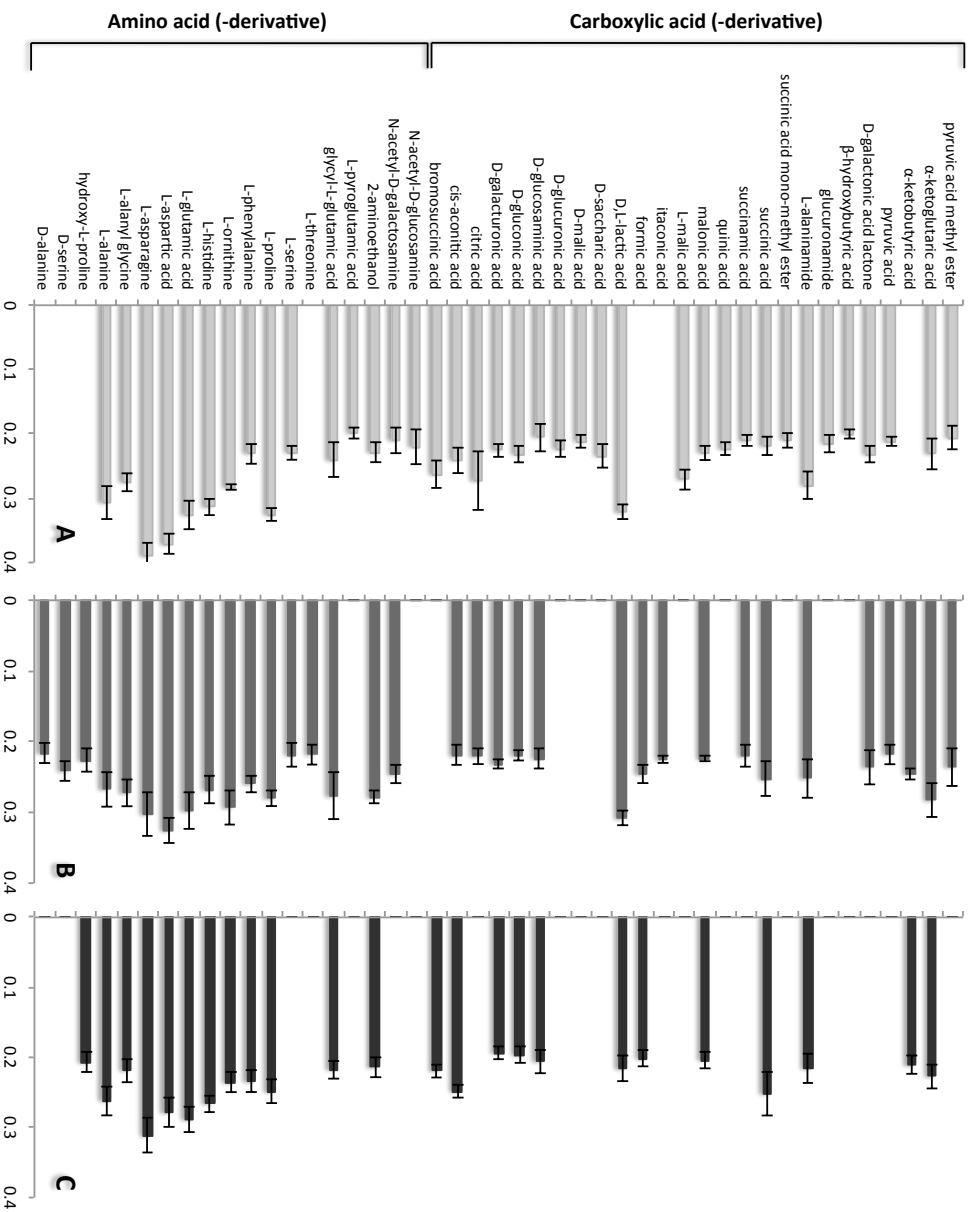 Amino acid (-derivative)
Carboxylic acid (-derivative)
D-alanine
D-serine
hydroxy-L-proline
L-alanine
L-alanyl glycine
L-asparagine
L-aspartic acid
L-glutamic acid
L-histidine
L-ornithine
L-phenylalanine
L-proline
L-serine
L-threonine
glycyl-L-glutamic acid
L-pyroglutamic acid
2-aminoethanol
N-acetyl-D-galactosamine
N-acetyl-D-glucosamine
bromosuccinic acid
cis-aconitic acid
citric acid
D-galacturonic acid
D-gluconic acid
D-glucosaminic acid
D-glucuronic acid
D-malic acid
D-saccharic acid
D,L-lactic acid
formic acid
itaconic acid
L-malic acid
malonic acid
quinic acid
succinamic acid
succinic acid
succinic acid mono-methyl ester
L-alaninamide
glucuronamide
β-hydroxybutyric acid
D-galactonic acid lactone
pyruvic acid
α-ketobutyric acid
α-ketoglutaric acid
pyruvic acid methyl ester
0
0.1
0.2
0.3
0.4
A
0
0.1
0.2
0.3
0.4
B
0
0.1
0.2
0.3
0.4
C